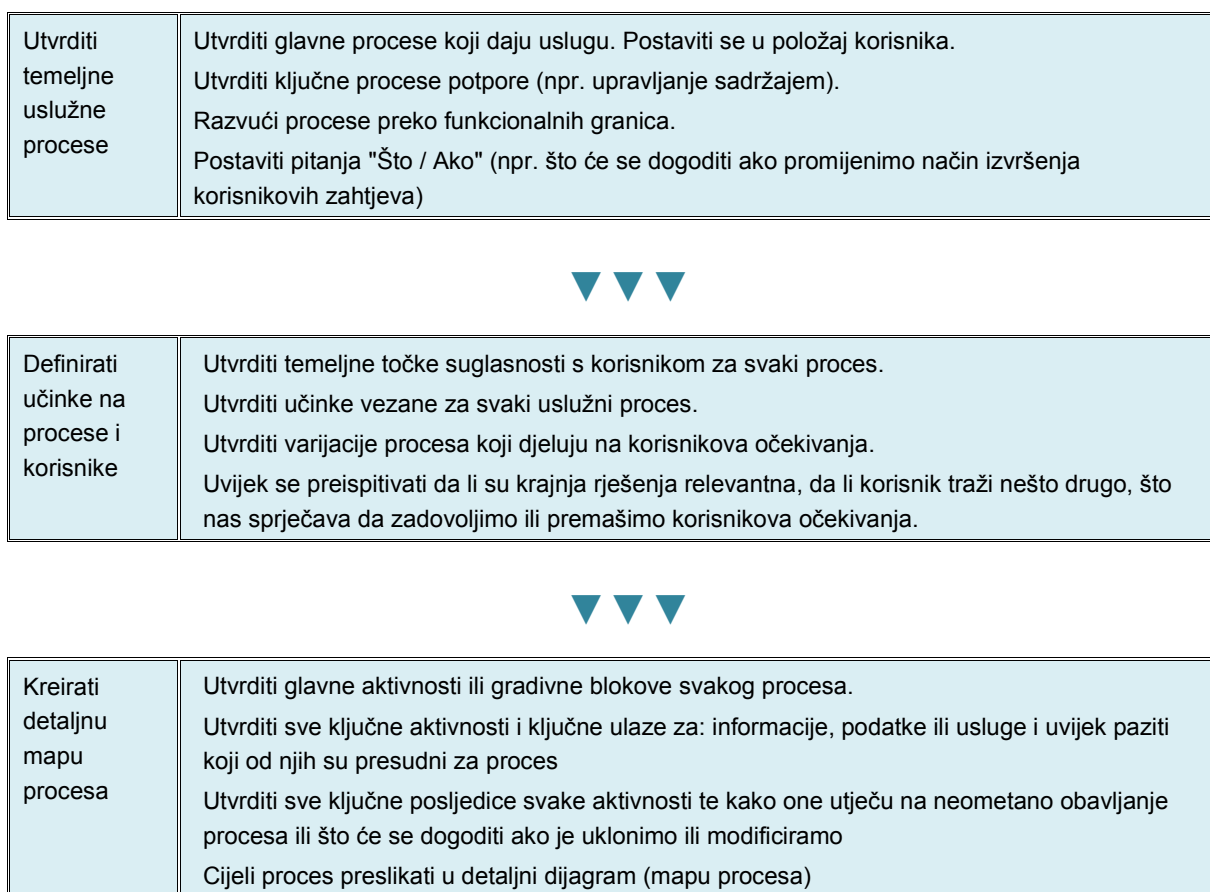 Utvrditi
temeljne
uslužne
procese
Utvrditi glavne procese koji daju uslugu. Postaviti se u položaj korisnika.
Utvrditi ključne procese potpore (npr. upravljanje sadržajem).
Razvući procese preko funkcionalnih granica.
Postaviti pitanja "Što / Ako" (npr. što će se dogoditi ako promijenimo način izvršenja
korisnikovih zahtjeva)
Definirati
učinke na
procese i
korisnike
Utvrditi temeljne točke suglasnosti s korisnikom za svaki proces.
Utvrditi učinke vezane za svaki uslužni proces.
Utvrditi varijacije procesa koji djeluju na korisnikova očekivanja.
Uvijek se preispitivati da li su krajnja rješenja relevantna, da li korisnik traži nešto drugo, što
nas sprječava da zadovoljimo ili premašimo korisnikova očekivanja.
Kreirati
detaljnu
mapu
procesa
Utvrditi glavne aktivnosti ili gradivne blokove svakog procesa.
Utvrditi sve ključne aktivnosti i ključne ulaze za: informacije, podatke ili usluge i uvijek paziti
koji od njih su presudni za proces
Utvrditi sve ključne posljedice svake aktivnosti te kako one utječu na neometano obavljanje
procesa ili što će se dogoditi ako je uklonimo ili modificiramo
Cijeli proces preslikati u detaljni dijagram (mapu procesa)